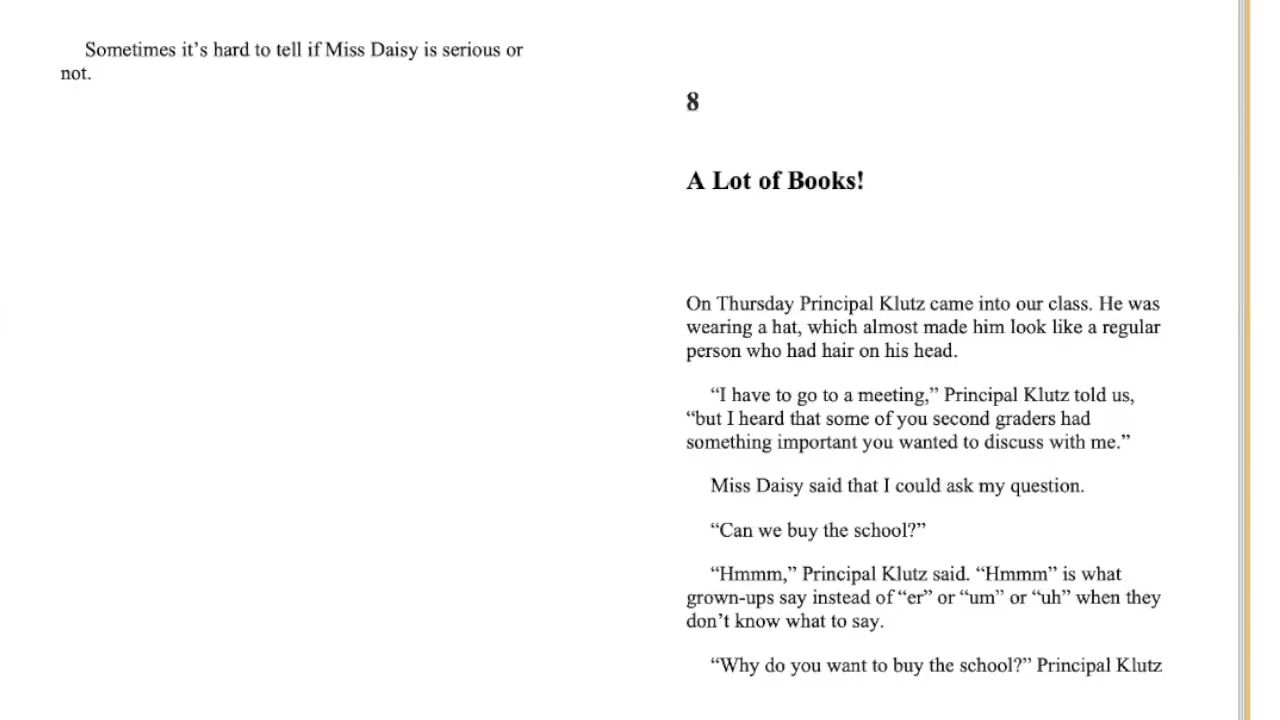 Sometimes it’s hard to tell if Miss Daisy is serious or
not.
8
A Lot of Books!
On Thursday Principal Klutz came into our class. He was
wearing a hat, which almost made him look like a regular
person who had hair on his head.
“I have to go to a meeting,” Principal Klutz told us,
“but I heard that some of you second graders had
something important you wanted to discuss with me.”
Miss Daisy said that I could ask my question.
“Can we buy the school?”
“Hmmm,” Principal Klutz said. “Hmmm” is what
grown-ups say instead of “er” or “um” or “uh” when they
don’t know what to say.
“Why do you want to buy the school?” Principal Klutz